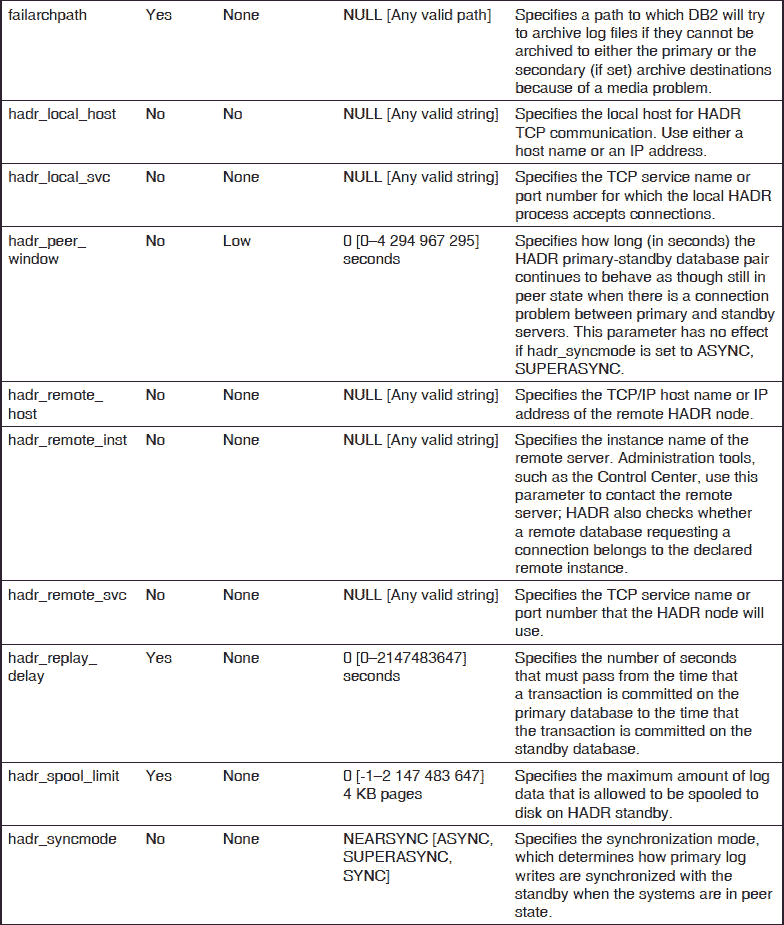 failarchpath Yes None NULL [Any valid path] Specifies a path to which DB2 will try
to archive log files if they cannot be
archived to either the primary or the
secondary (if set) archive destinations
because of a media problem.
hadr_local_host No No NULL [Any valid string] Specifies the local host for HADR
TCP communication. Use either a
host name or an IP address.
hadr_local_svc No None NULL [Any valid string] Specifies the TCP service name or
port number for which the local HADR
process accepts connections.
hadr_peer_ No Low 0 [0–4 294 967 295] Specifies how long (in seconds) the
window seconds HADR primary-standby database pair
continues to behave as though still in
peer state when there is a connection
problem between primary and standby
servers. This parameter has no effect
if hadr_syncmode is set to ASYNC,
SUPERASYNC.
hadr_remote_ No None NULL [Any valid string] Specifies the TCP/IP host name or IP
host address of the remote HADR node.
hadr_remote_inst No None NULL [Any valid string] Specifies the instance name of the
remote server. Administration tools,
such as the Control Center, use this
parameter to contact the remote
server; HADR also checks whether
a remote database requesting a
connection belongs to the declared
remote instance.
hadr_remote_svc No None NULL [Any valid string] Specifies the TCP service name or
port number that the HADR node will
use.
hadr_replay_ Yes None 0 [0–2147483647] Specifies the number of seconds
delay seconds that must pass from the time that
a transaction is committed on the
primary database to the time that
the transaction is committed on the
standby database.
hadr_spool_limit Yes None 0 [-1–2 147 483 647] Specifies the maximum amount of log
4 KB pages data that is allowed to be spooled to
disk on HADR standby.
hadr_syncmode No None NEARSYNC [ASYNC, Specifies the synchronization mode,
SUPERASYNC, which determines how primary log
SYNC] writes are synchronized with the
standby when the systems are in peer
state.